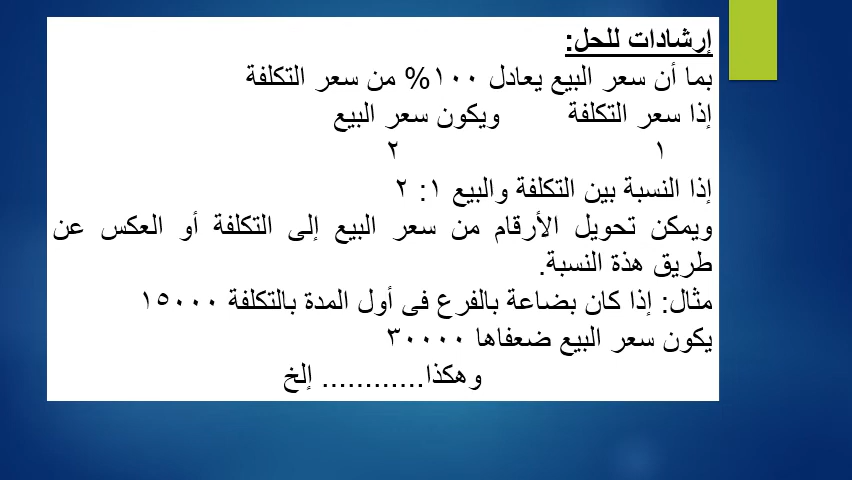 إرشادات للحل:
بما أن سعر البيع يعادل ١٠٠% من سعر التكلفة
إذا سعر التكلفة ويكون سعر البيع
١ ٢
إذا النسبة بين التكلفة والبيع ١: ٢
ويمكن تحويل الأرقام من سعر البيع إلى التكلفة أو العكس عن
طريق هذة النسبة.
مثال: إذا كان بضاعة بالفرع فى أول المدة بالتكلفة ١٥٠٠٠
يكون سعر البيع ضعفاها ٣٠٠٠٠
وهكذا............ إلخ